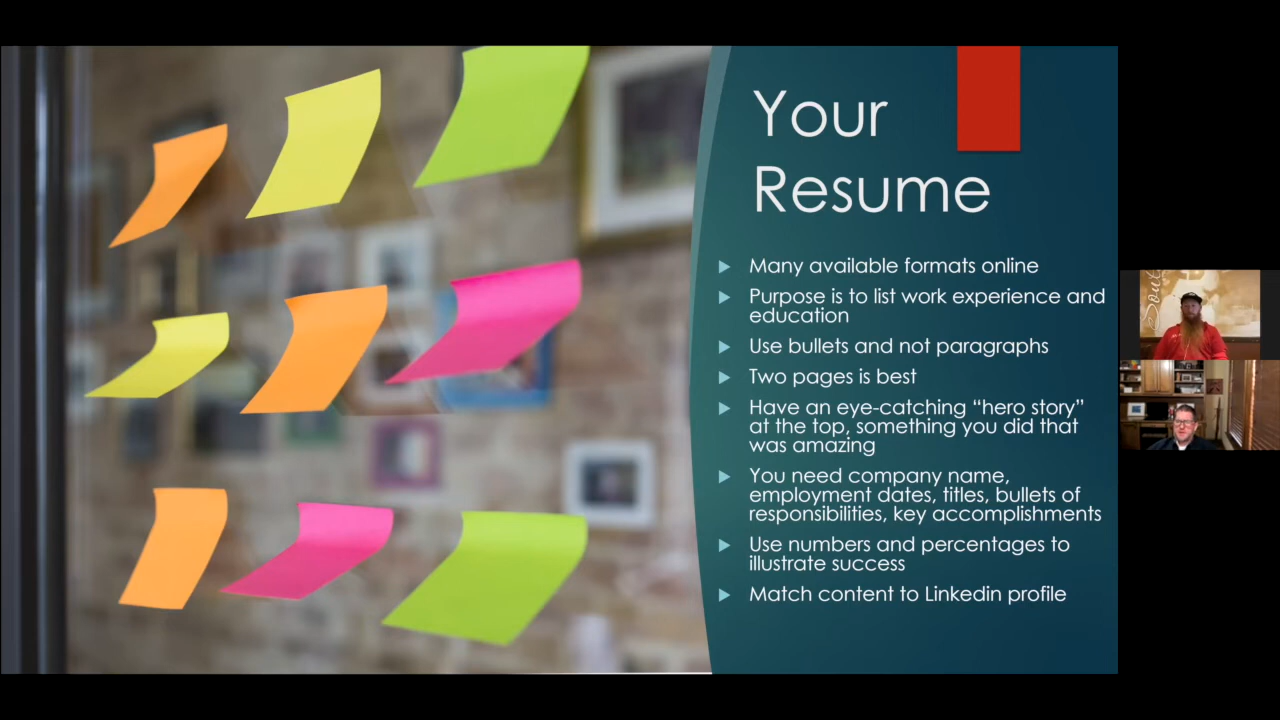 Your
Resume
Many available formats online
Purpose is to list work experience and
education
Use bullets and not paragraphs
Two pages is best
Have an eye-catching “hero story”
at the top, something you did that
was amazing
You need company name,
employment dates, titles, bullets of
responsibilities, key accomplishments
Use numbers and percentages to
illustrate success
Match content to Linkedin profile